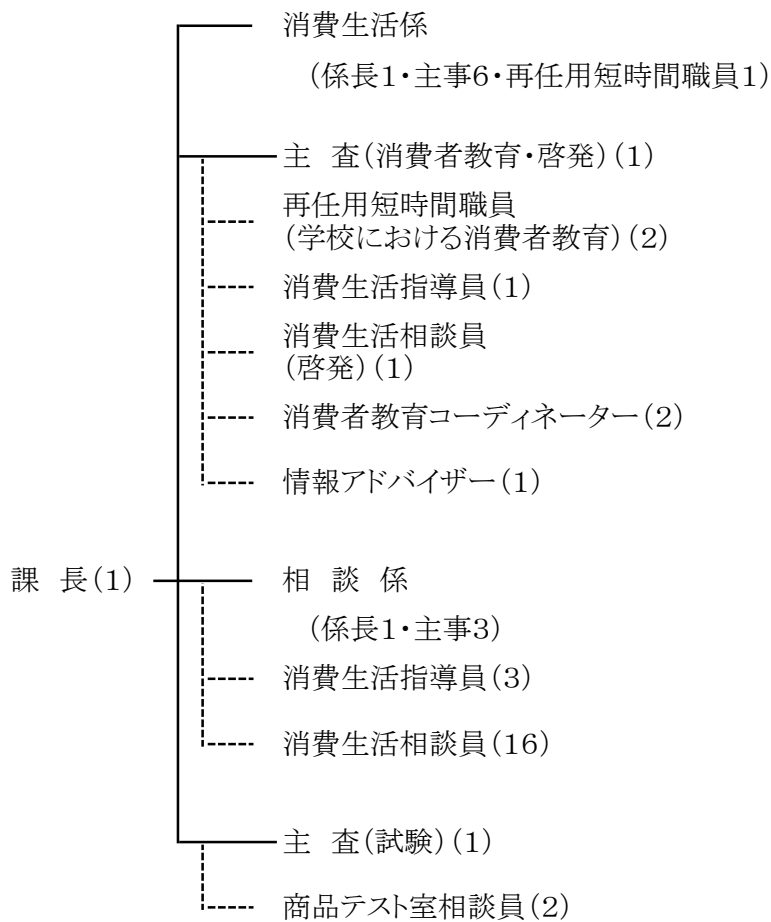 消費生活係
(係長1・主事6・再任用短時間職員1)
主 査(消費者教育・啓発)(1)
再任用短時間職員
(学校における消費者教育)(2)
消費生活指導員(1)
消費生活相談員
(啓発)(1)
消費者教育コーディネーター(2)
情報アドバイザー(1)
課 長(1)
相 談 係
(係長1・主事3)
消費生活指導員(3)
消費生活相談員(16)
主 査(試験)(1)
商品テスト室相談員(2)